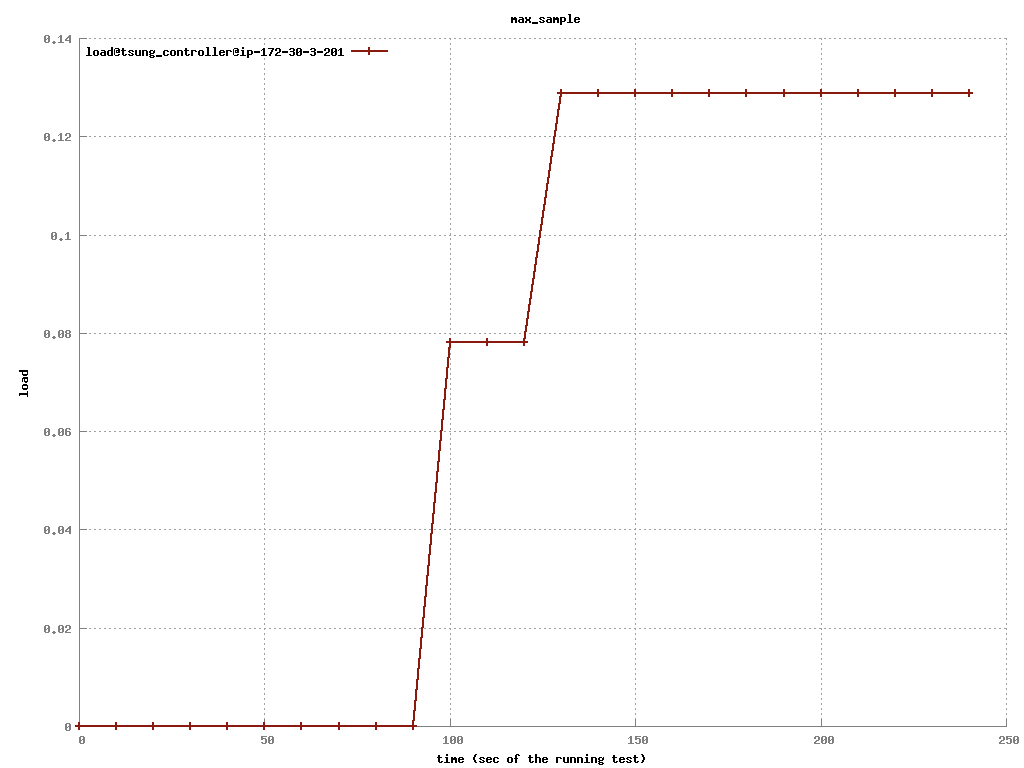 max_sample
load@tsung_controller@ip-172-30-3-201
0.14
0.12
0.1
0.08
0.06
0.04
0.02
0
load
0 50 100 150 200 250
time (sec of the running test)